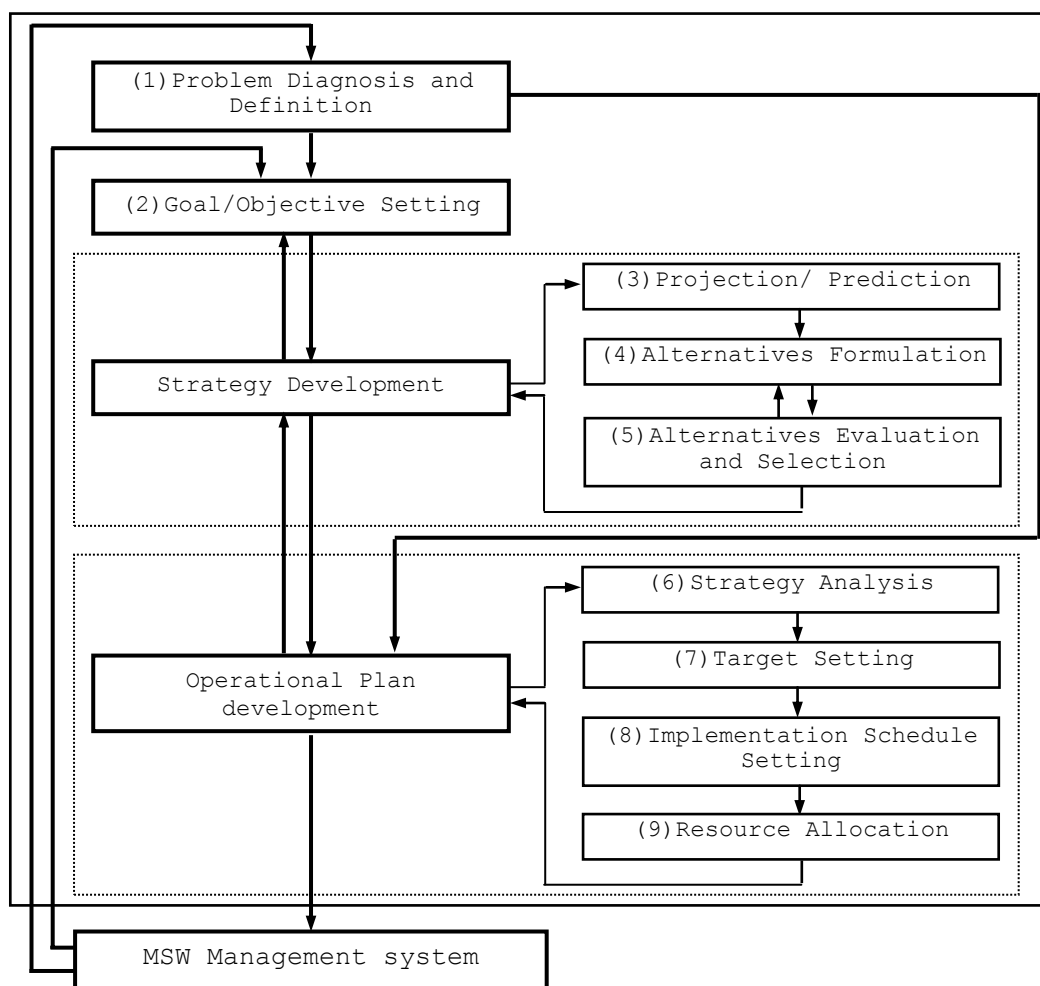 (1)Problem Diagnosis and
Definition
(2)Goal/Objective Setting
(3)Projection/ Prediction
(4)Alternatives Formulation
Strategy Development
(5)Alternatives Evaluation
and Selection
(6)Strategy Analysis
(7)Target Setting
Operational Plan
development
(8)Implementation Schedule
Setting
(9)Resource Allocation
MSW Management system